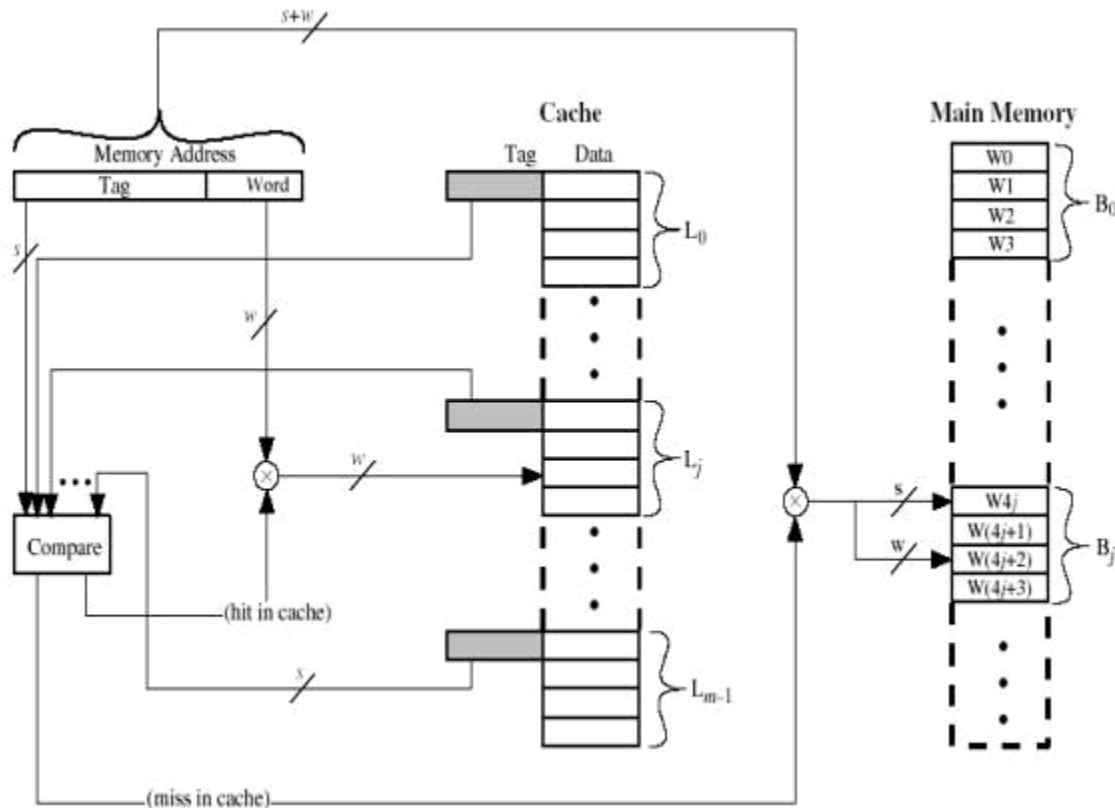 s+w
Cache
Main Memory
Memory Address
Tag Data
Tag Word
W0
W1
W2
W3
B0
L0
s
w
w
Lj
s
W4j
W(4j+1)
W(4j+2)
W(4j+3)
Bj
w
Compare
(hit in cache)
s
Lm–1
(miss in cache)